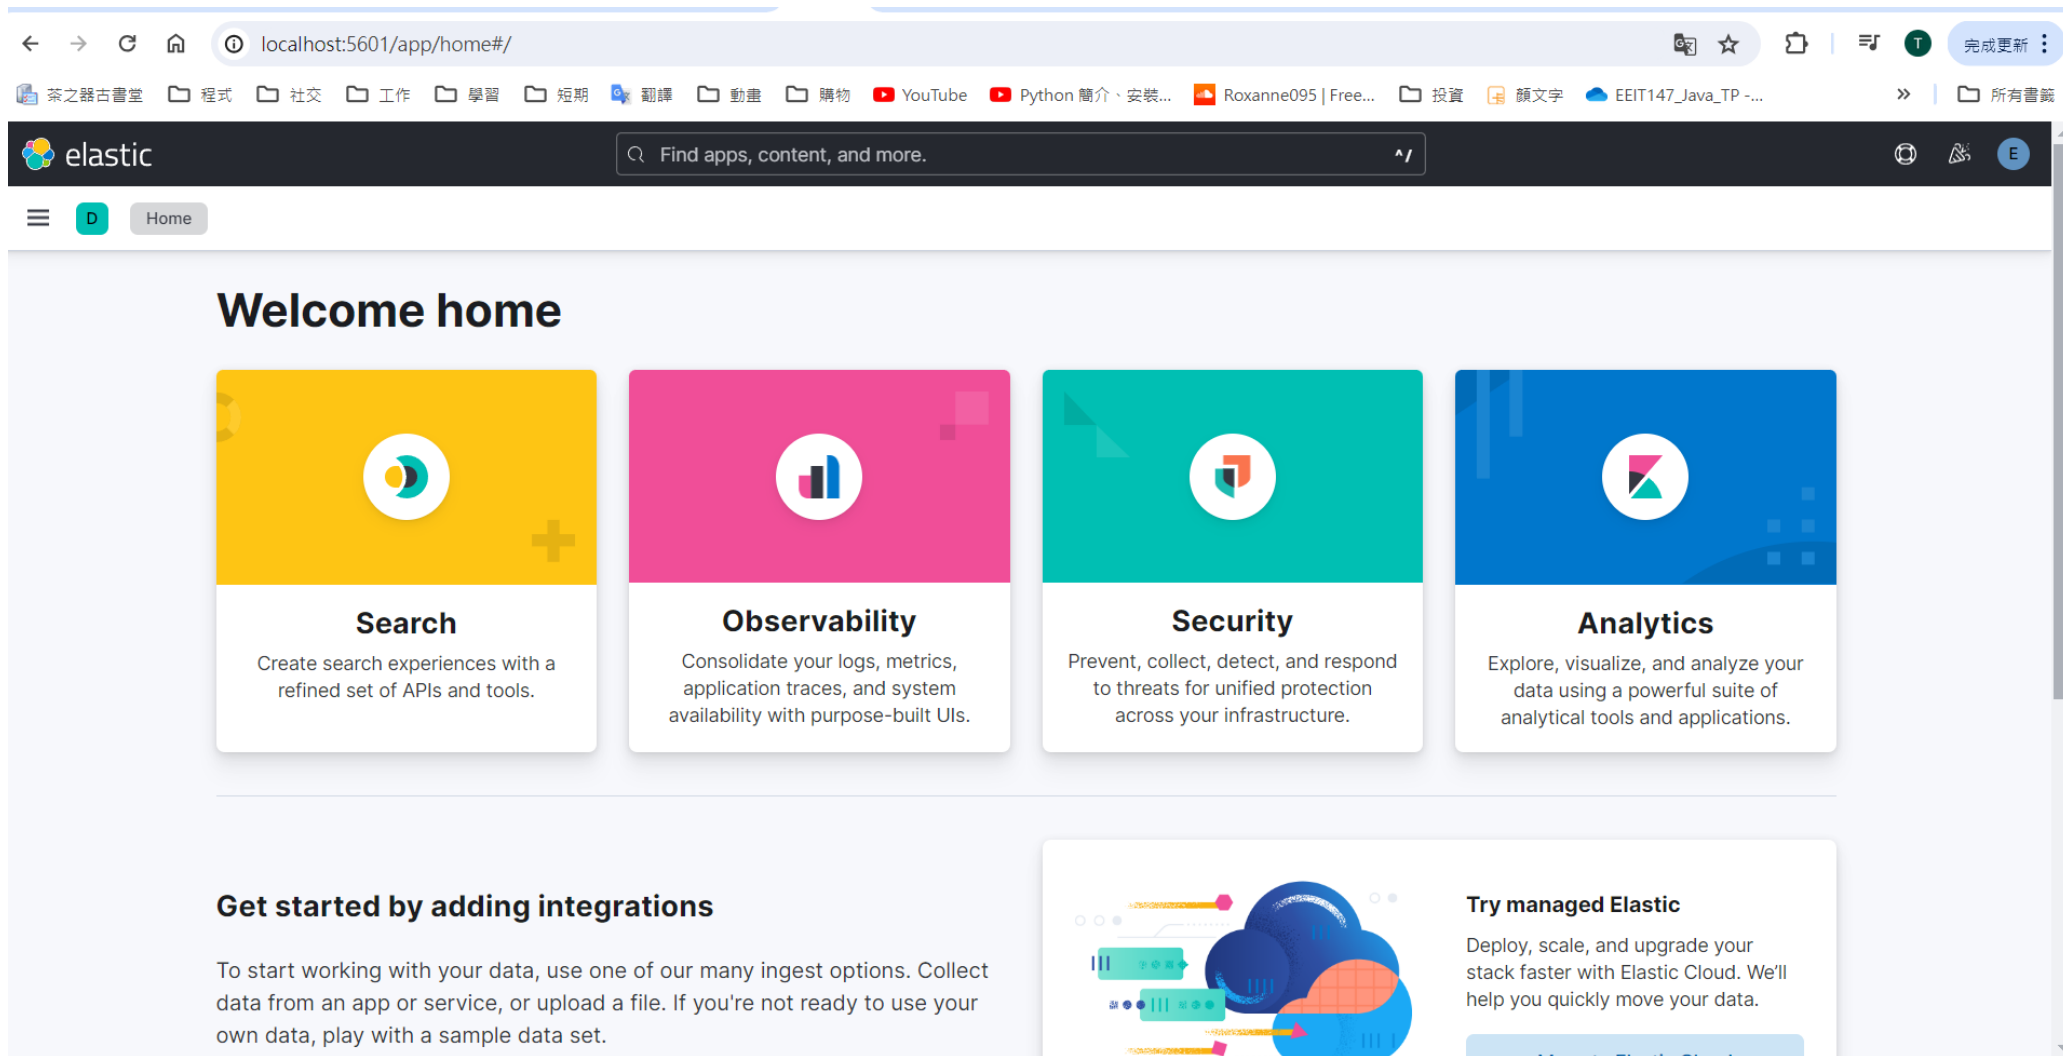 localhost:5601/app/home#/
完成更新
茶之器古書堂 程式 社交 工作 學習 短期 翻譯 動畫 購物 YouTube Python 簡介、安裝... Roxanne095 | Free... 投資 顏文字 EEIT147_Java_TP -... » 所有書籤
elastic
Find apps, content, and more.
^/
E
D
Home
Welcome home
Search
Create search experiences with a
refined set of APIs and tools.
Observability
Consolidate your logs, metrics,
application traces, and system
availability with purpose-built UIs.
Security
Prevent, collect, detect, and respond
to threats for unified protection
across your infrastructure.
Analytics
Explore, visualize, and analyze your
data using a powerful suite of
analytical tools and applications.
Get started by adding integrations
To start working with your data, use one of our many ingest options. Collect
data from an app or service, or upload a file. If you're not ready to use your
own data, play with a sample data set.
Try managed Elastic
Deploy, scale, and upgrade your
stack faster with Elastic Cloud. We’ll
help you quickly move your data.